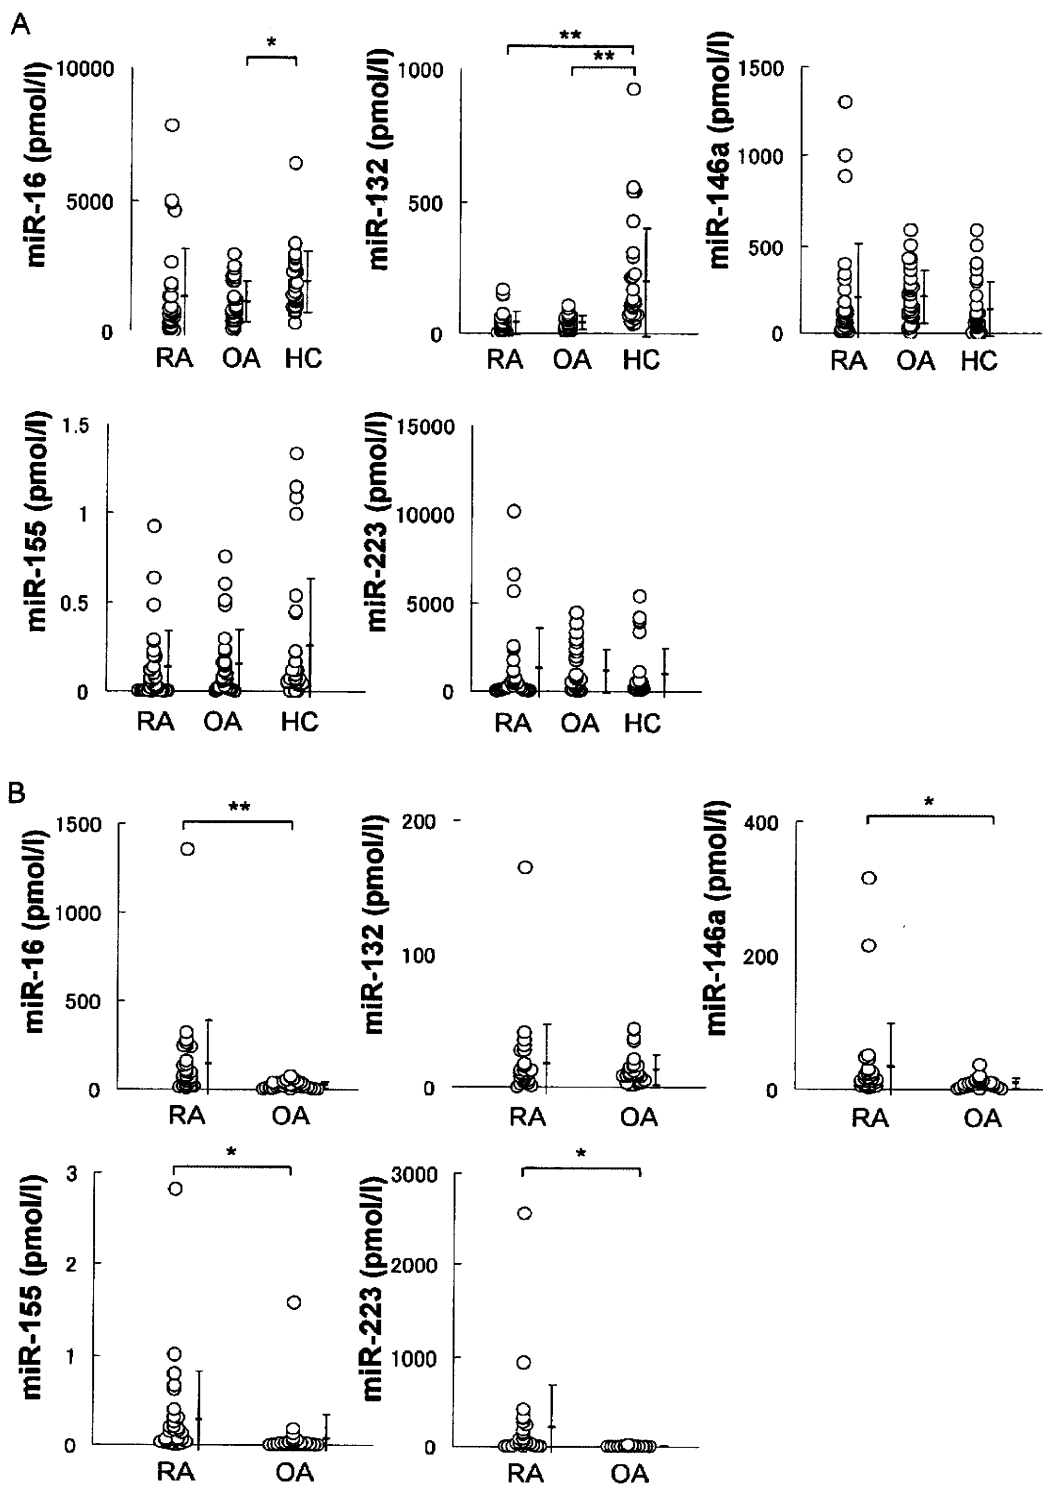 A
miR-16 (pmol/l)
10000
5000
0
*
RA OA HC
miR-132 (pmol/l)
1000
500
0
**
**
RA OA HC
miR-146a (pmol/l)
1500
1000
500
0
RA OA HC
miR-155 (pmol/l)
1.5
1
0.5
0
RA OA HC
miR-223 (pmol/l)
15000
10000
5000
0
RA OA HC
B
miR-16 (pmol/l)
1500
1000
500
0
**
RA OA
miR-132 (pmol/l)
200
100
0
RA OA
miR-146a (pmol/l)
400
200
0
*
RA OA
miR-155 (pmol/l)
3
2
1
0
*
RA OA
miR-223 (pmol/l)
3000
2000
1000
0
*
RA OA